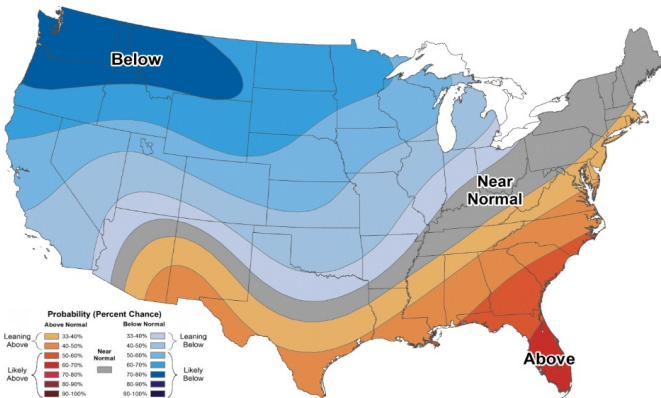 Below
Near
Normal
Above
Probability (Percent Chance)
Above Normal
Below Normal
Leaning
Above
33-40%
40-50%
50-60%
60-70%
70-80%
80-90%
90-100%
Likely
Above
Near
Normal
33-40%
40-50%
50-60%
60-70%
70-80%
80-90%
90-100%
Leaning
Below
Likely
Below